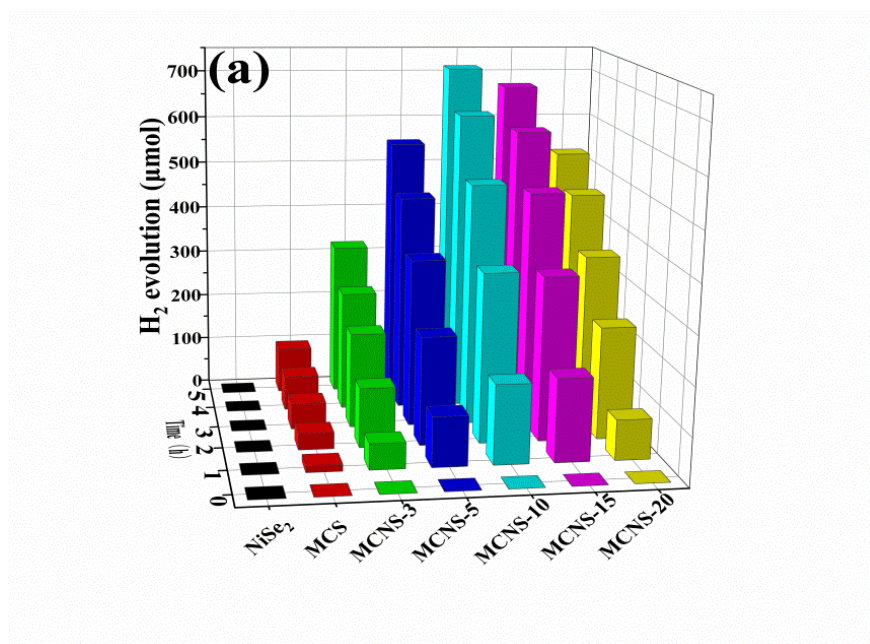 (a)
H₂ evolution (μmol)
700
600
500
400
300
200
100
0
5
4
3
2
1
0
Time (h)
NiSe₂
MCS
MCNS-3
MCNS-5
MCNS-10
MCNS-15
MCNS-20